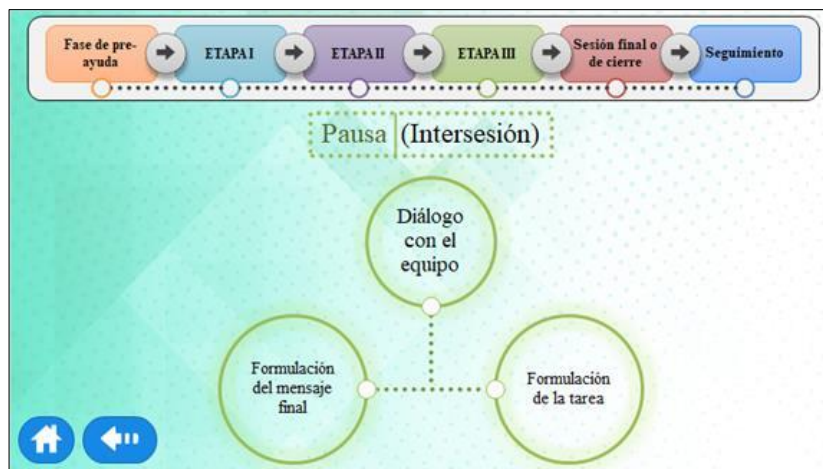 Fase de pre-
ayuda
ETAPA I
ETAPA II
ETAPA III
Sesión final o
de cierre
Seguimiento
Pausa (Intersesión)
Diálogo
con el
equipo
Formulación
del mensaje
final
Formulación
de la tarea